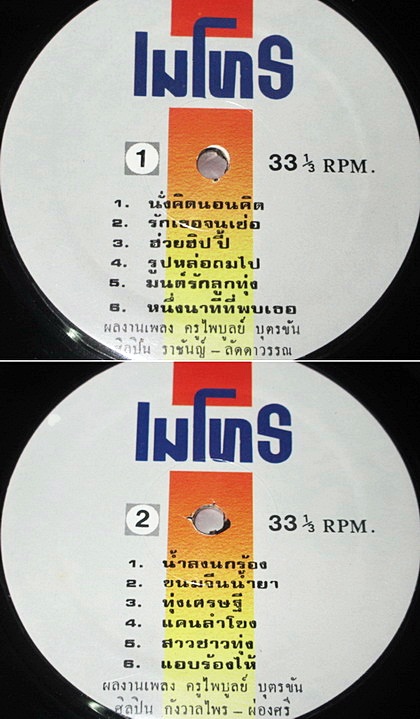 เมโทร
1
33 ⅓ RPM.
1. นั่งคิดนอนคิด
2. รักเธอจนเซ่อ
3. ฮ่วยฮิปปี้
4. รูปหล่อถมไป
5. มนต์รักลูกทุ่ง
6. หนึ่งนาทีที่พบเธอ
ผลงานเพลง ครูไพบูลย์ บุตรขัน
ศิลปิน ราชันญ์ – ลัดดาวรรณ
เมโทร
2
33 ⅓ RPM.
1. น้ำลงนกร้อง
2. ขนมจีนน้ำยา
3. ทุ่งเศรษฐี
4. แคนลำโขง
5. สาวชาวทุ่ง
6. แอบร้องไห้
ผลงานเพลง ครูไพบูลย์ บุตรขัน
ศิลปิน กังวาลไพร – ผ่องศรี